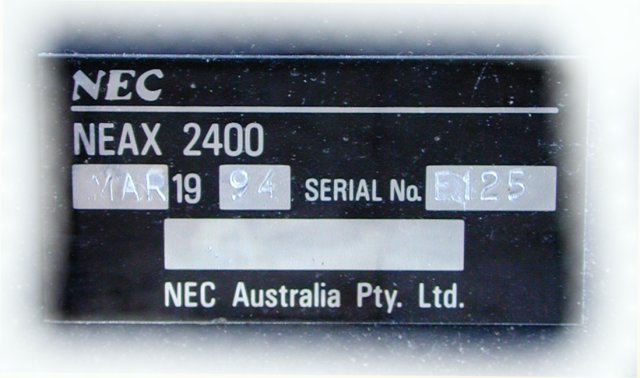 NEC
NEAX 2400
MAR 19 94 SERIAL No. E125
NEC Australia Pty. Ltd.